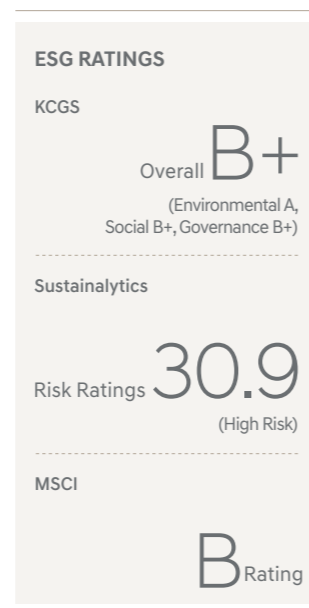 ESG RATINGS
KCGS
Overall B+
(Environmental A,
Social B+, Governance B+)
Sustainalytics
Risk Ratings 30.9
(High Risk)
MSCI
B Rating